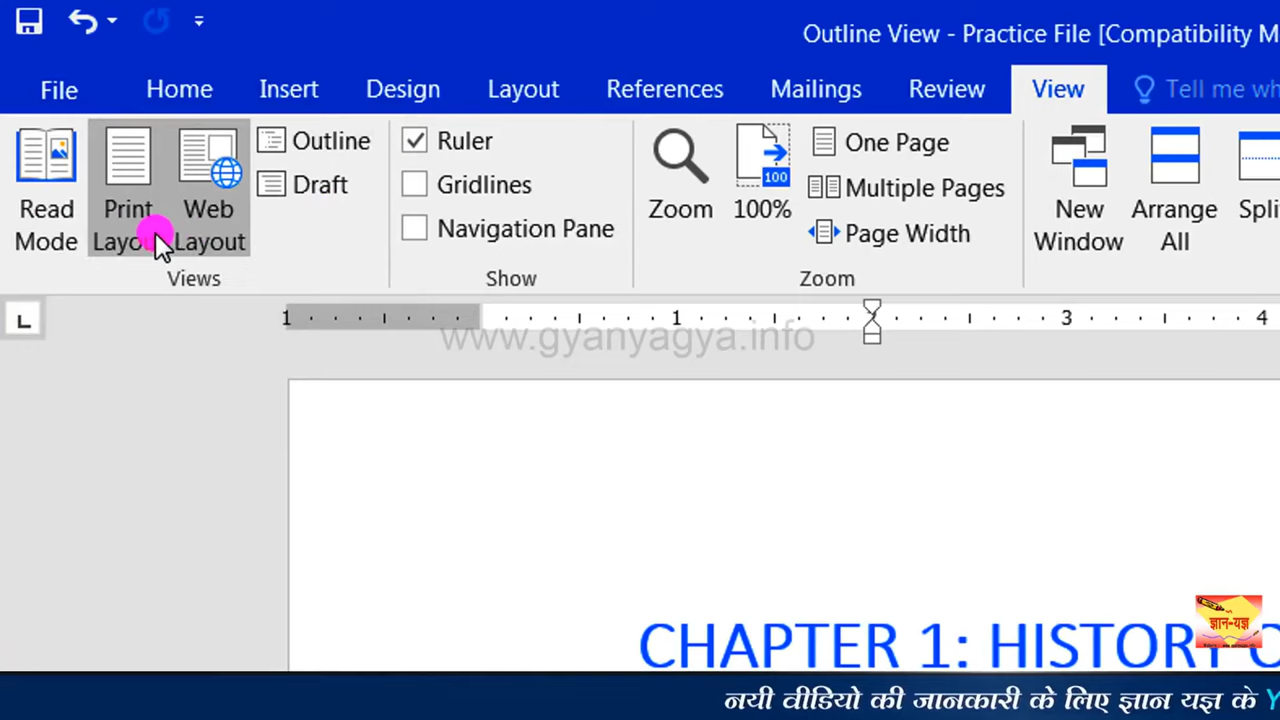 Outline View - Practice File [Compatibility M
File Home Insert Design Layout References Mailings Review View Tell me wh
Read Mode
Print Layou
Web Layout
Outline
Draft
Views
Ruler
Gridlines
Navigation Pane
Show
Zoom
100
100%
One Page
Multiple Pages
Page Width
Zoom
New Window
Arrange All
Spli
L
1 1 3 4
www.gyanyagya.info
CHAPTER 1: HISTORY O
ज्ञान-यज्ञ
नयी वीडियो की जानकारी के लिए ज्ञान यज्ञ के Y